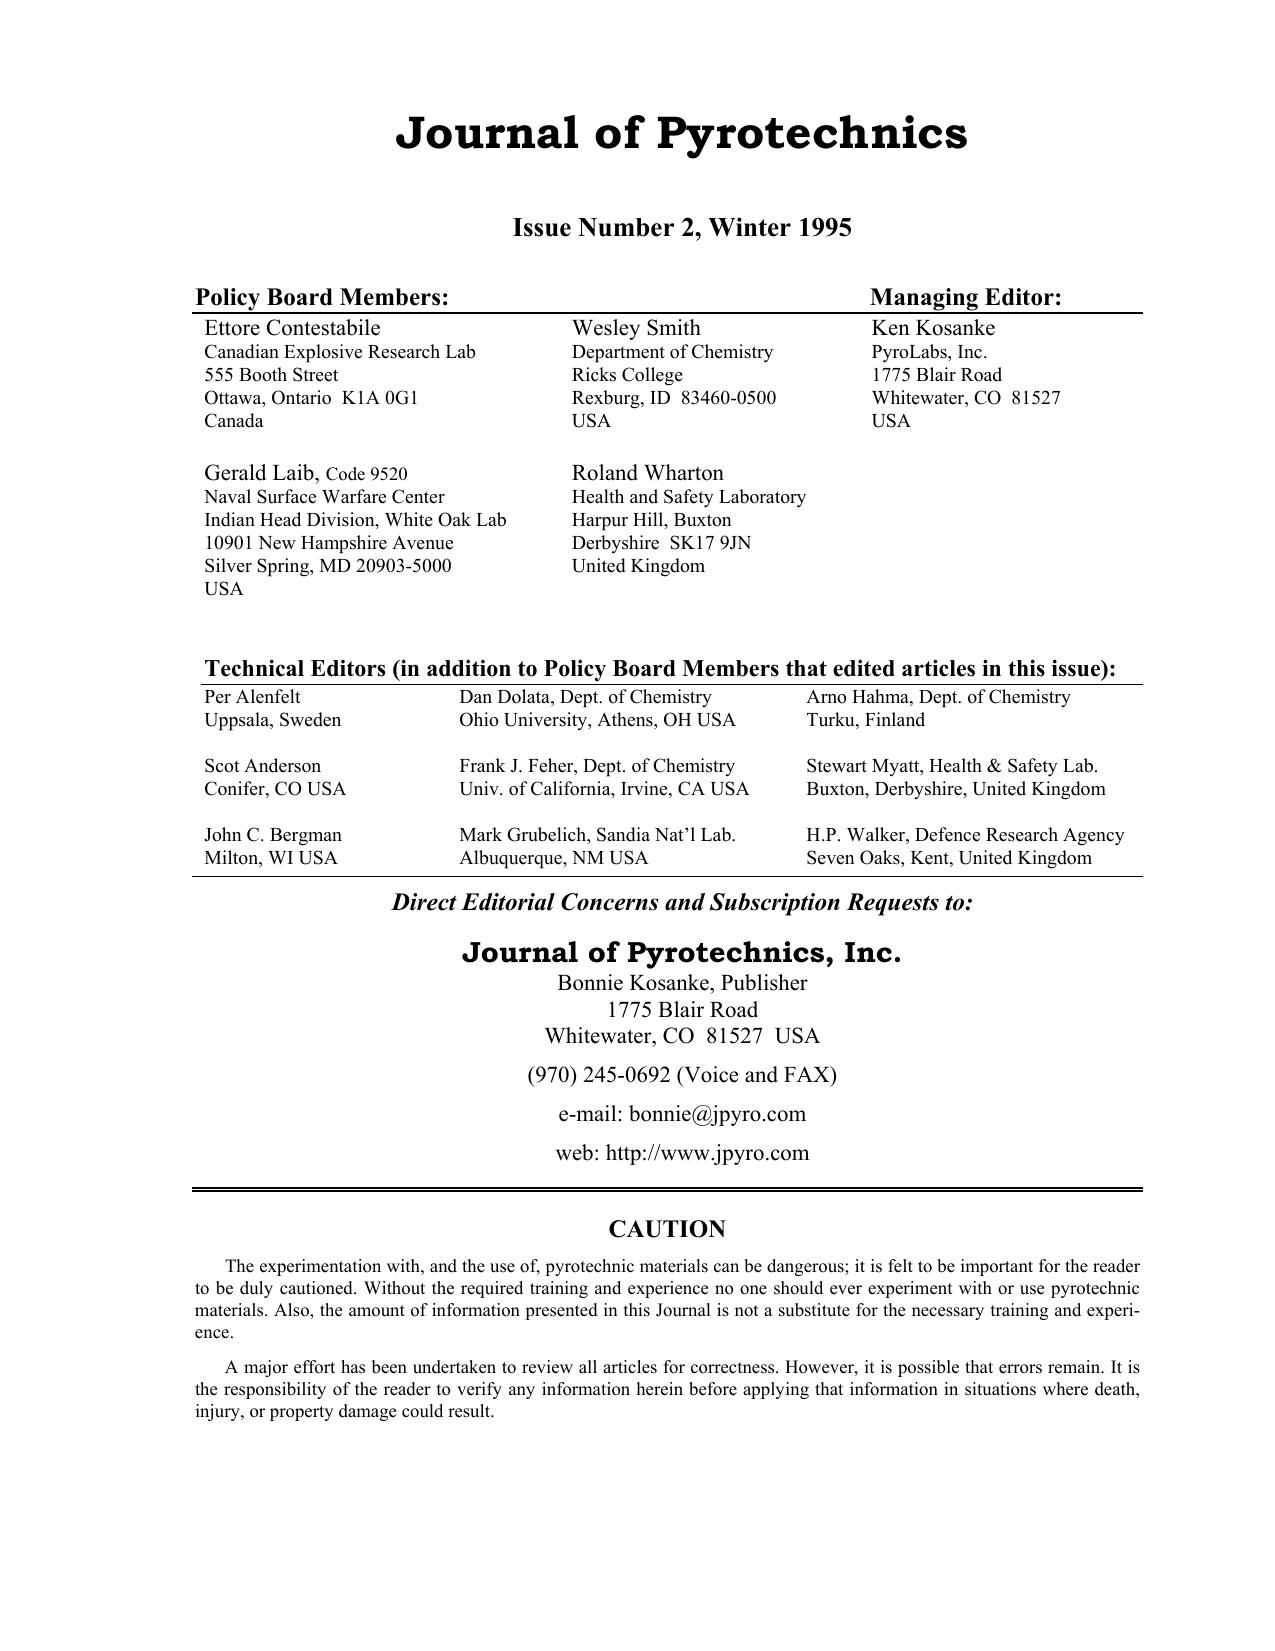 Journal of Pyrotechnics
Issue Number 2, Winter 1995
Policy Board Members:
Managing Editor:
Ettore Contestabile
Canadian Explosive Research Lab
555 Booth Street
Ottawa, Ontario  K1A 0G1
Canada
Wesley Smith
Department of Chemistry
Ricks College
Rexburg, ID  83460-0500
USA
Ken Kosanke
PyroLabs, Inc.
1775 Blair Road
Whitewater, CO  81527
USA
Gerald Laib, Code 9520
Naval Surface Warfare Center
Indian Head Division, White Oak Lab
10901 New Hampshire Avenue
Silver Spring, MD 20903-5000
USA
Roland Wharton
Health and Safety Laboratory
Harpur Hill, Buxton
Derbyshire  SK17 9JN
United Kingdom
Technical Editors (in addition to Policy Board Members that edited articles in this issue):
Per Alenfelt
Uppsala, Sweden
Dan Dolata, Dept. of Chemistry
Ohio University, Athens, OH USA
Arno Hahma, Dept. of Chemistry
Turku, Finland
Scot Anderson
Conifer, CO USA
Frank J. Feher, Dept. of Chemistry
Univ. of California, Irvine, CA USA
Stewart Myatt, Health & Safety Lab.
Buxton, Derbyshire, United Kingdom
John C. Bergman
Milton, WI USA
Mark Grubelich, Sandia Nat’l Lab.
Albuquerque, NM USA
H.P. Walker, Defence Research Agency
Seven Oaks, Kent, United Kingdom
Direct Editorial Concerns and Subscription Requests to:
Journal of Pyrotechnics, Inc.
Bonnie Kosanke, Publisher
1775 Blair Road
Whitewater, CO  81527  USA
(970) 245-0692 (Voice and FAX)
e-mail: bonnie@jpyro.com
web: http://www.jpyro.com
CAUTION
The experimentation with, and the use of, pyrotechnic materials can be dangerous; it is felt to be important for the reader
to be duly cautioned. Without the required training and experience no one should ever experiment with or use pyrotechnic
materials. Also, the amount of information presented in this Journal is not a substitute for the necessary training and experi-
ence.
A major effort has been undertaken to review all articles for correctness. However, it is possible that errors remain. It is
the responsibility of the reader to verify any information herein before applying that information in situations where death,
injury, or property damage could result.